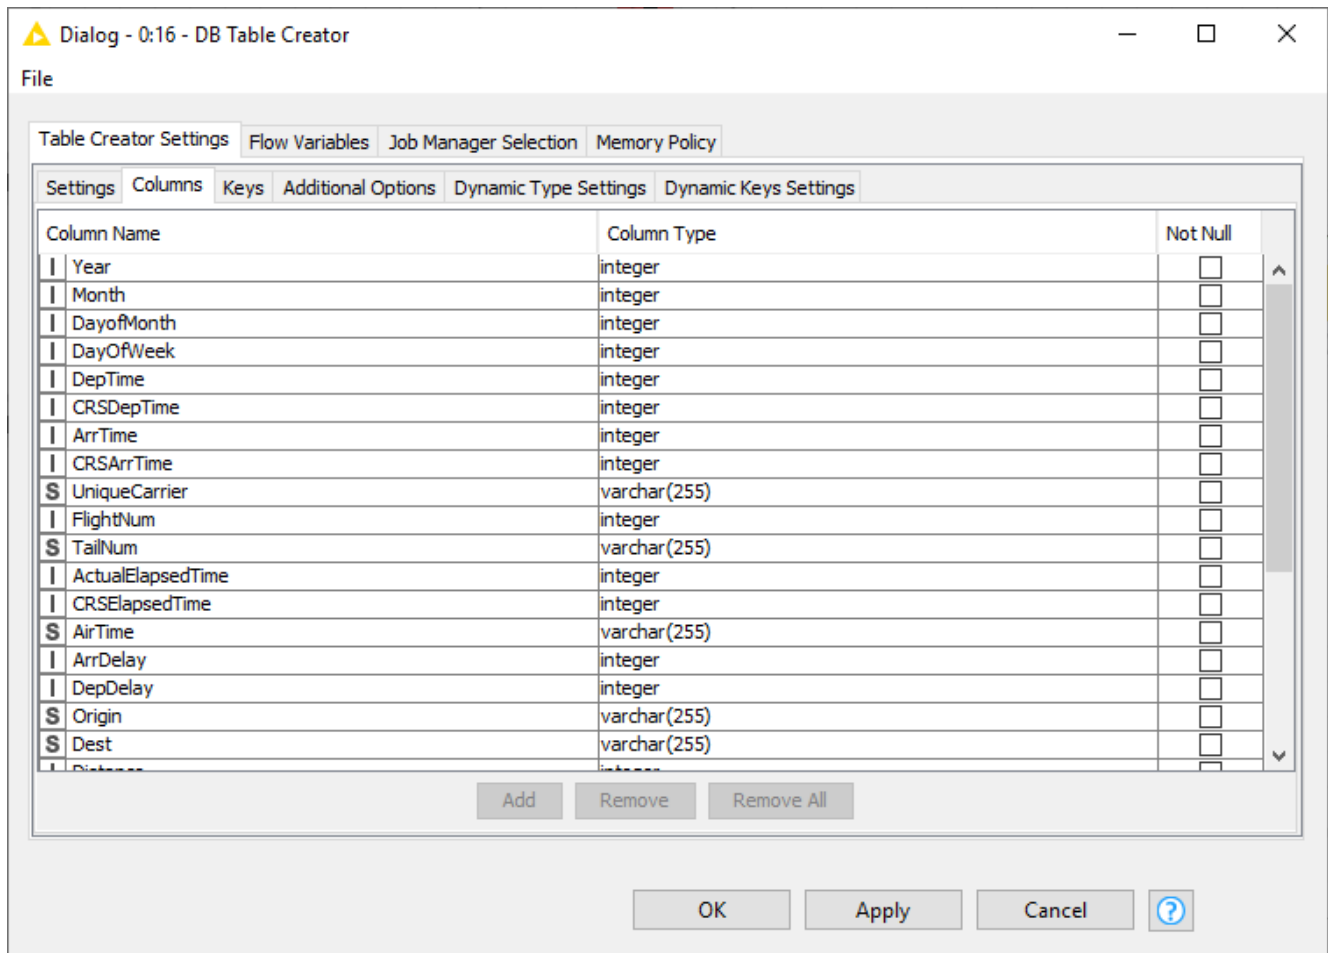 Dialog - 0:16 - DB Table Creator
File
Table Creator Settings Flow Variables Job Manager Selection Memory Policy
Settings Columns Keys Additional Options Dynamic Type Settings Dynamic Keys Settings
Column Name Column Type Not Null
I Year integer
I Month integer
I DayofMonth integer
I DayOfWeek integer
I DepTime integer
I CRSDepTime integer
I ArrTime integer
I CRSArrTime integer
S UniqueCarrier varchar(255)
I FlightNum integer
S TailNum varchar(255)
I ActualElapsedTime integer
I CRSElapsedTime integer
S AirTime varchar(255)
I ArrDelay integer
I DepDelay integer
S Origin varchar(255)
S Dest varchar(255)
I Distance integer
Add Remove Remove All
OK Apply Cancel ?